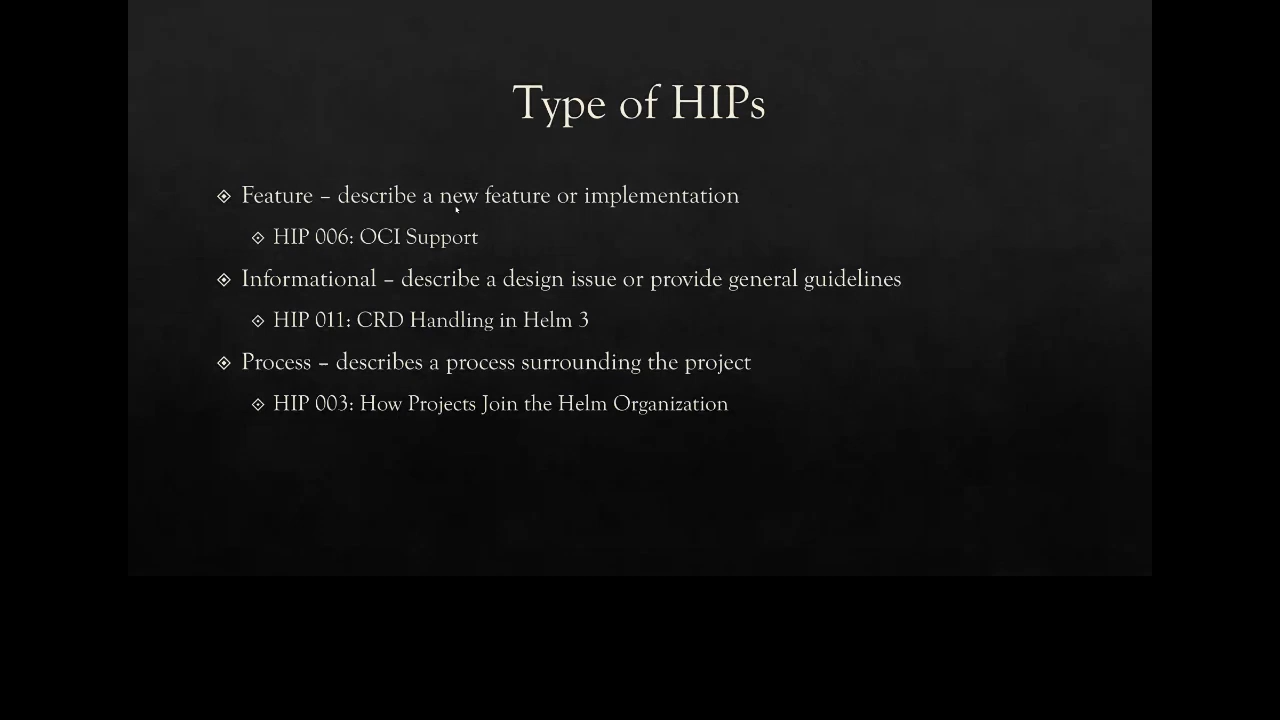 Type of HIPs
Feature – describe a new feature or implementation
HIP 006: OCI Support
Informational – describe a design issue or provide general guidelines
HIP 011: CRD Handling in Helm 3
Process – describes a process surrounding the project
HIP 003: How Projects Join the Helm Organization